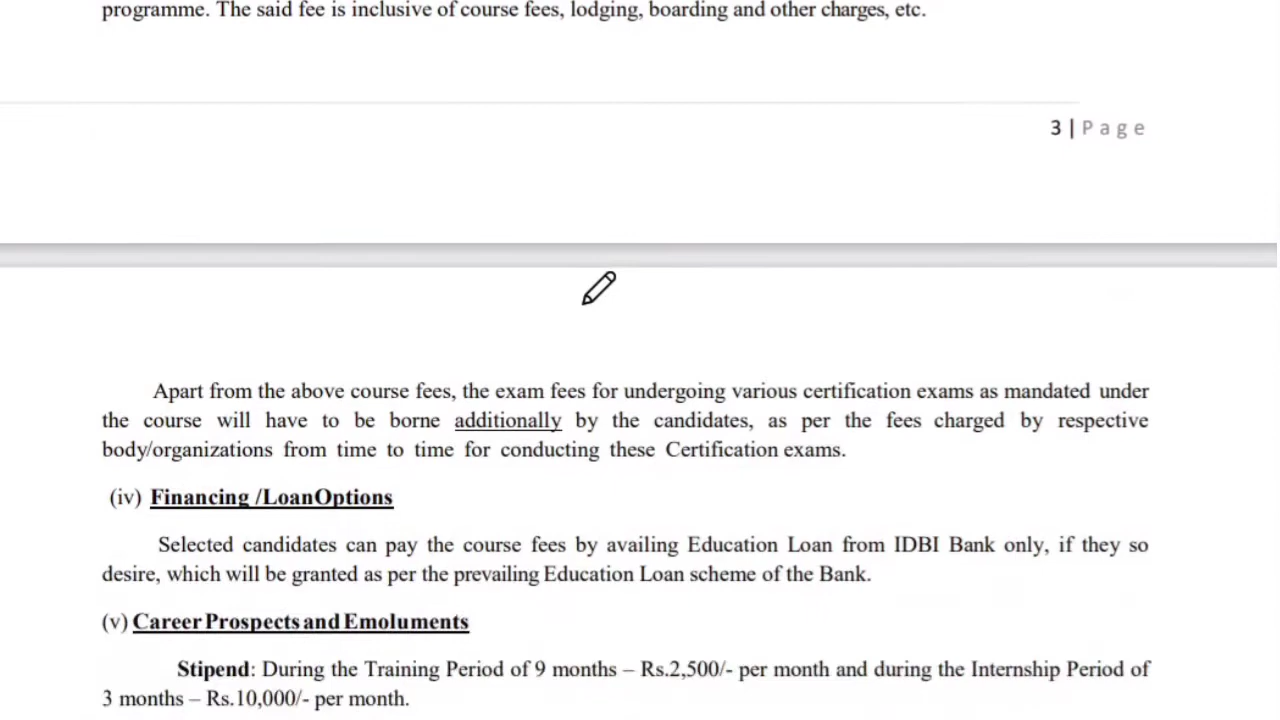 programme. The said fee is inclusive of course fees, lodging, boarding and other charges, etc.
3 | Page
Apart from the above course fees, the exam fees for undergoing various certification exams as mandated under
the course will have to be borne additionally by the candidates, as per the fees charged by respective
body/organizations from time to time for conducting these Certification exams.
(iv) Financing /LoanOptions
Selected candidates can pay the course fees by availing Education Loan from IDBI Bank only, if they so
desire, which will be granted as per the prevailing Education Loan scheme of the Bank.
(v) Career Prospects and Emoluments
Stipend: During the Training Period of 9 months – Rs.2,500/- per month and during the Internship Period of
3 months – Rs.10,000/- per month.